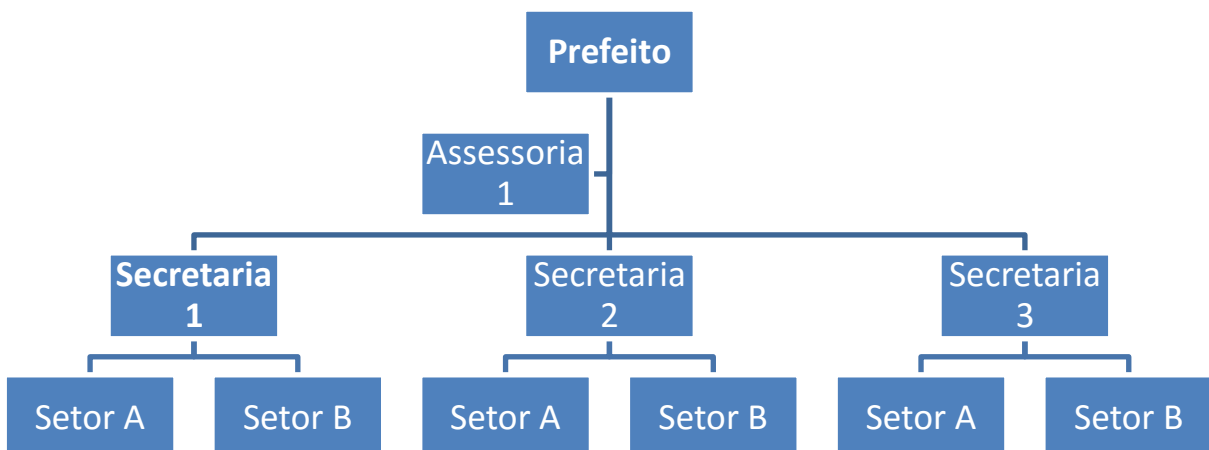 Prefeito
Assessoria
1
Secretaria
1
Secretaria
2
Secretaria
3
Setor A
Setor B
Setor A
Setor B
Setor A
Setor B